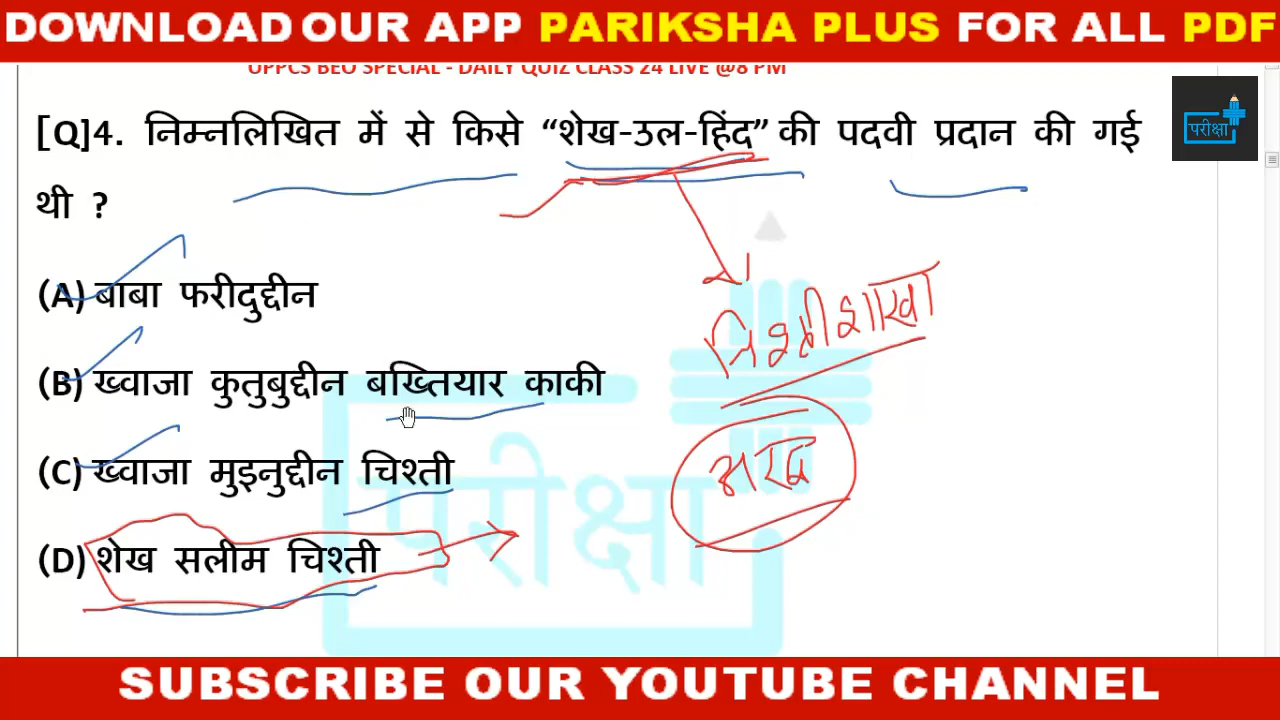 DOWNLOAD OUR APP PARIKSHA PLUS FOR ALL PDF
UPPCS BEO SPECIAL - DAILY QUIZ CLASS 24 LIVE @8 PM
परीक्षा
[Q]4. निम्नलिखित में से किसे “शेख-उल-हिंद” की पदवी प्रदान की गई
थी ?
(A) बाबा फरीदुद्दीन
(B) ख्वाजा कुतुबुद्दीन बख्तियार काकी
(C) ख्वाजा मुइनुद्दीन चिश्ती
(D) शेख सलीम चिश्ती
शाखा
परीक्षा
SUBSCRIBE OUR YOUTUBE CHANNEL